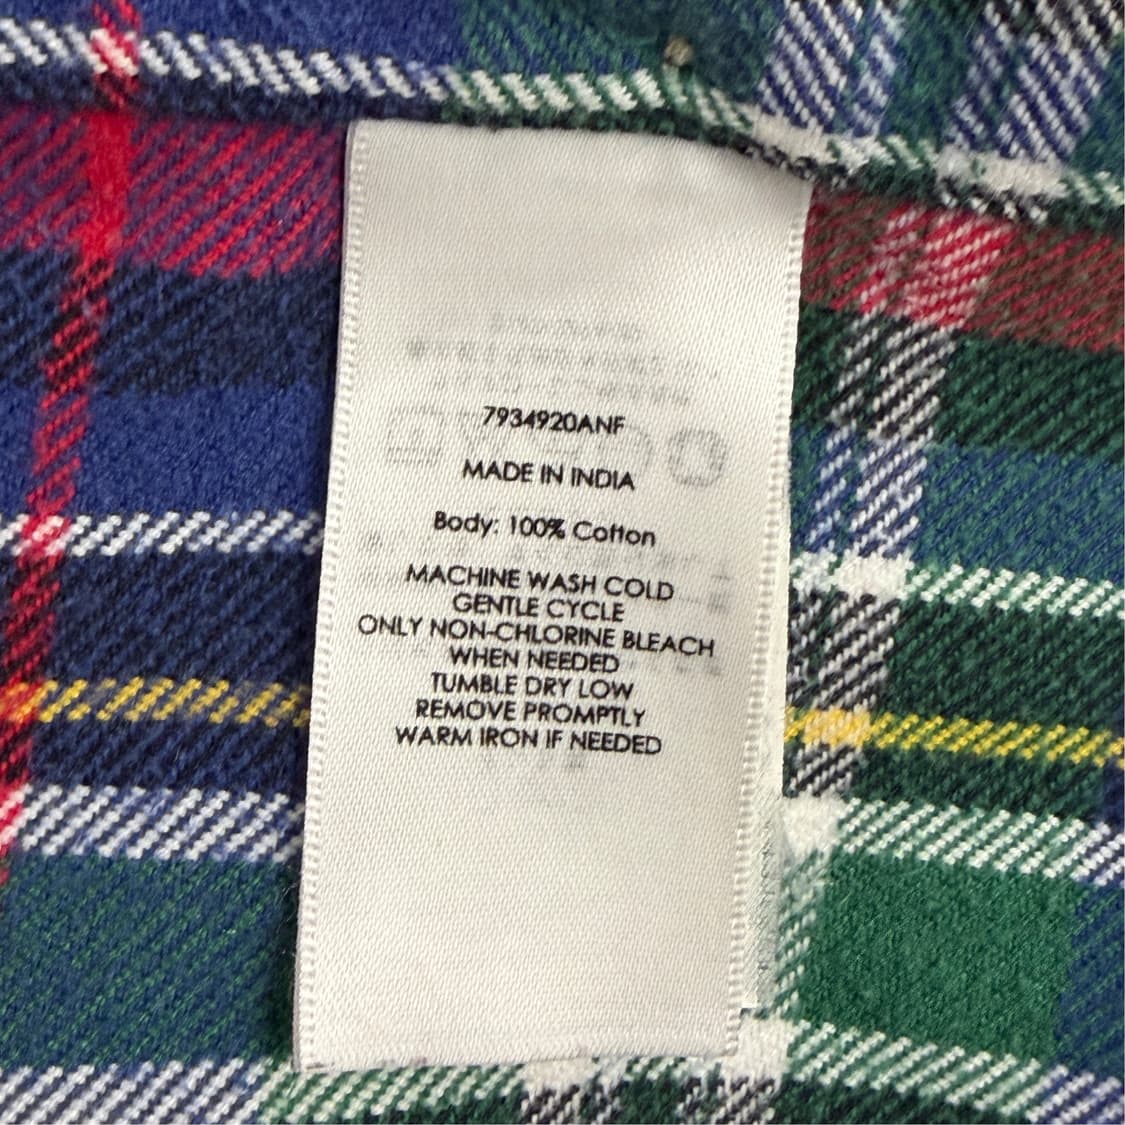 7934920ANF
MADE IN INDIA
Body: 100% Cotton
MACHINE WASH COLD
GENTLE CYCLE
ONLY NON-CHLORINE BLEACH
WHEN NEEDED
TUMBLE DRY LOW
REMOVE PROMPTLY
WARM IRON IF NEEDED